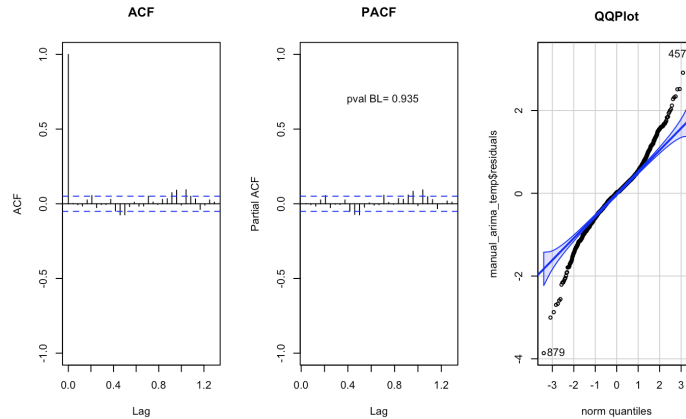 ACF
ACF
1.0
0.5
0.0
-0.5
-1.0
0.0 0.4 0.8 1.2
Lag
PACF
Partial ACF
1.0
0.5
0.0
-0.5
-1.0
pval BL= 0.935
0.0 0.4 0.8 1.2
Lag
QQPlot
manual_arima_temp$residuals
2
0
-2
-4
457
879
-3 -2 -1 0 1 2 3
norm quantiles